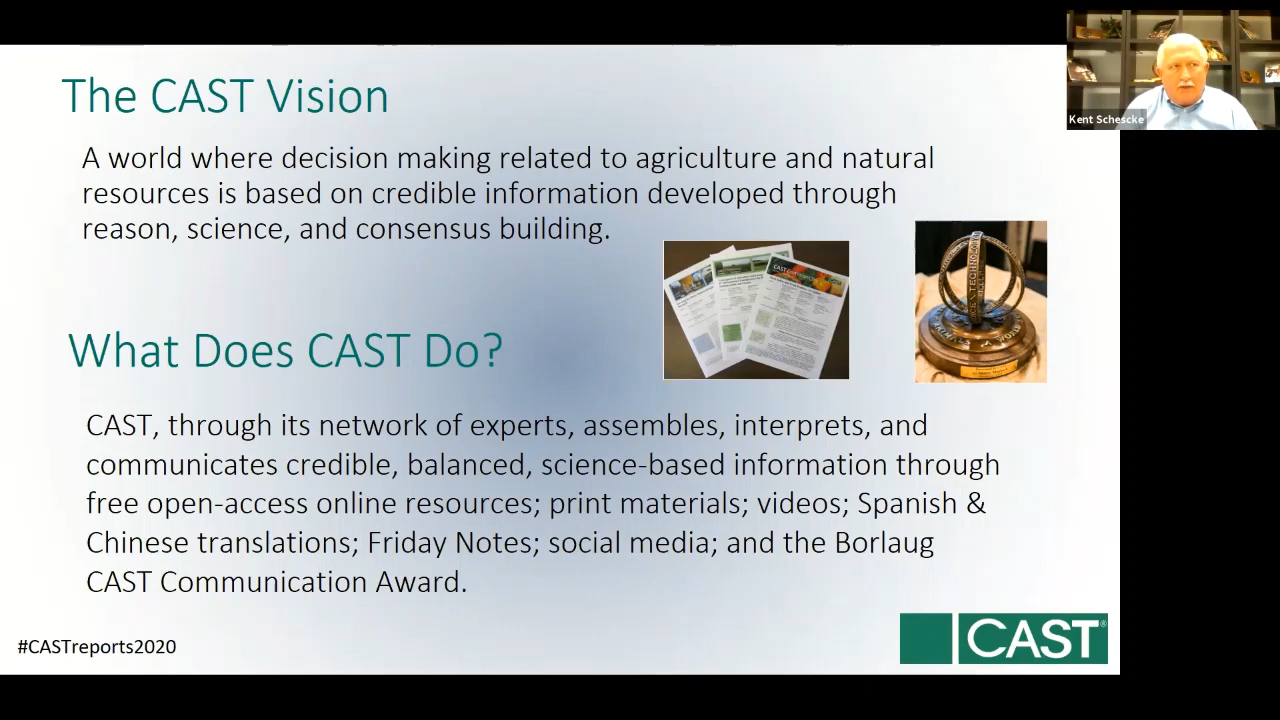 The CAST Vision
A world where decision making related to agriculture and natural
resources is based on credible information developed through
reason, science, and consensus building.
What Does CAST Do?
CAST, through its network of experts, assembles, interprets, and
communicates credible, balanced, science-based information through
free open-access online resources; print materials; videos; Spanish &
Chinese translations; Friday Notes; social media; and the Borlaug
CAST Communication Award.
#CASTreports2020
CAST®
Kent Schescke
TECHNOLOGY